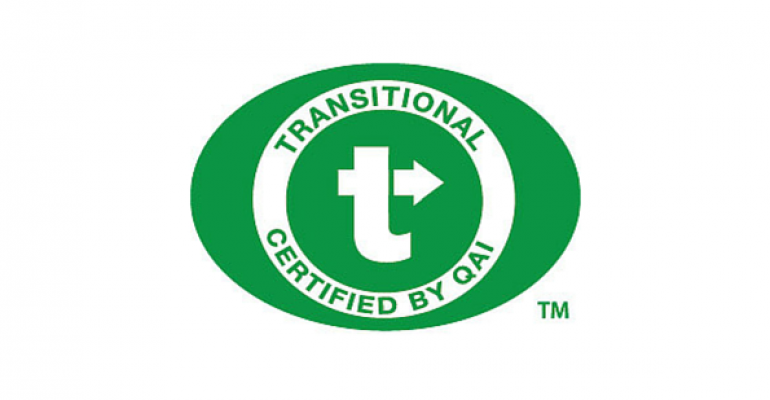 TRANSITIONAL
t
CERTIFIED BY QAI
TM